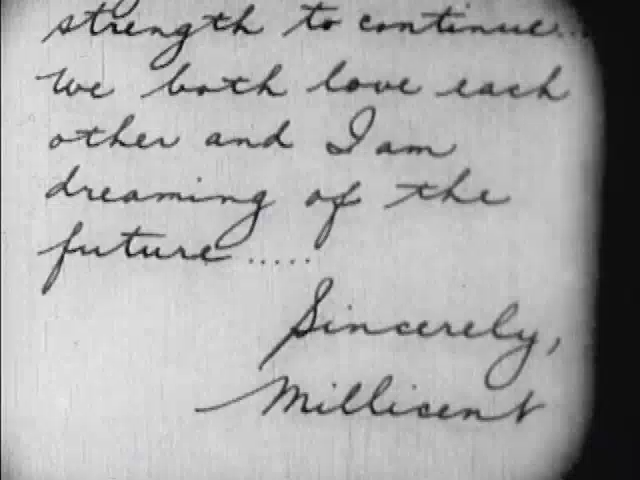 strength to continue...
We both love each
other and I am
dreaming of the
future.....
Sincerely,
Millicent